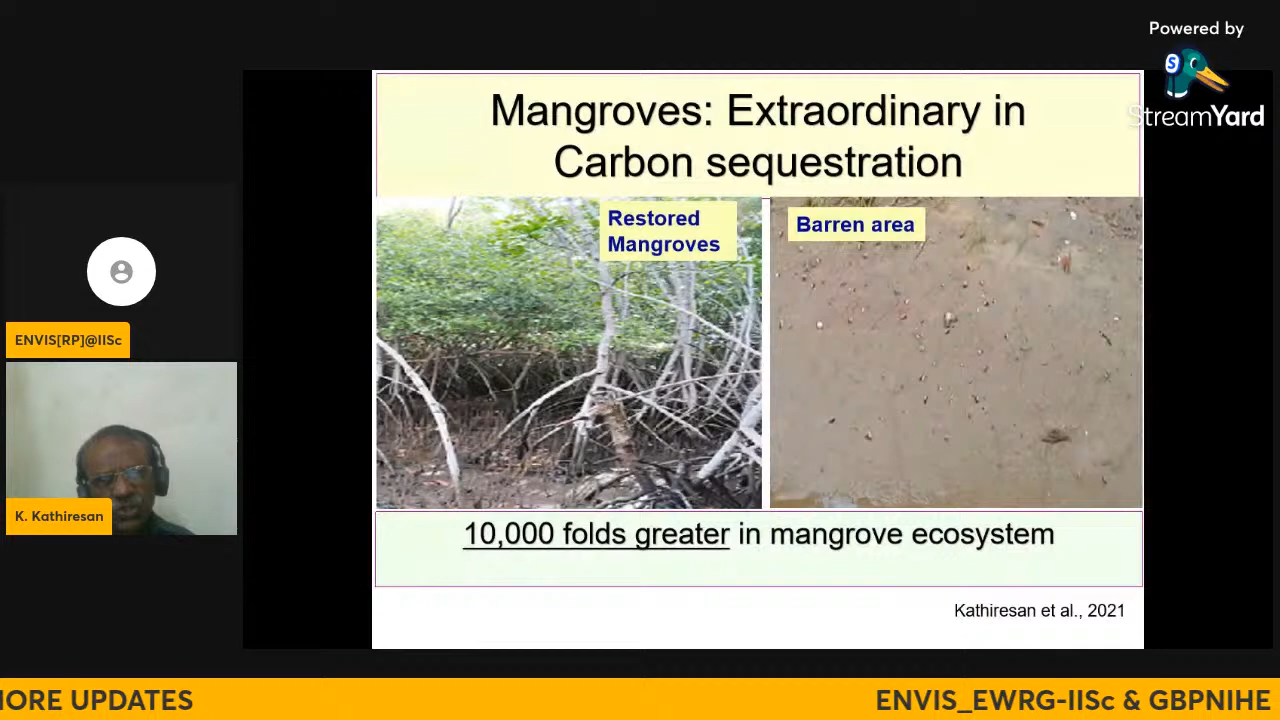 Powered by
S
StreamYard
Mangroves: Extraordinary in
Carbon sequestration
Restored
Mangroves
Barren area
ENVIS[RP]@IISc
K. Kathiresan
10,000 folds greater in mangrove ecosystem
Kathiresan et al., 2021
MORE UPDATES
ENVIS_EWRG-IISc & GBPNIHE